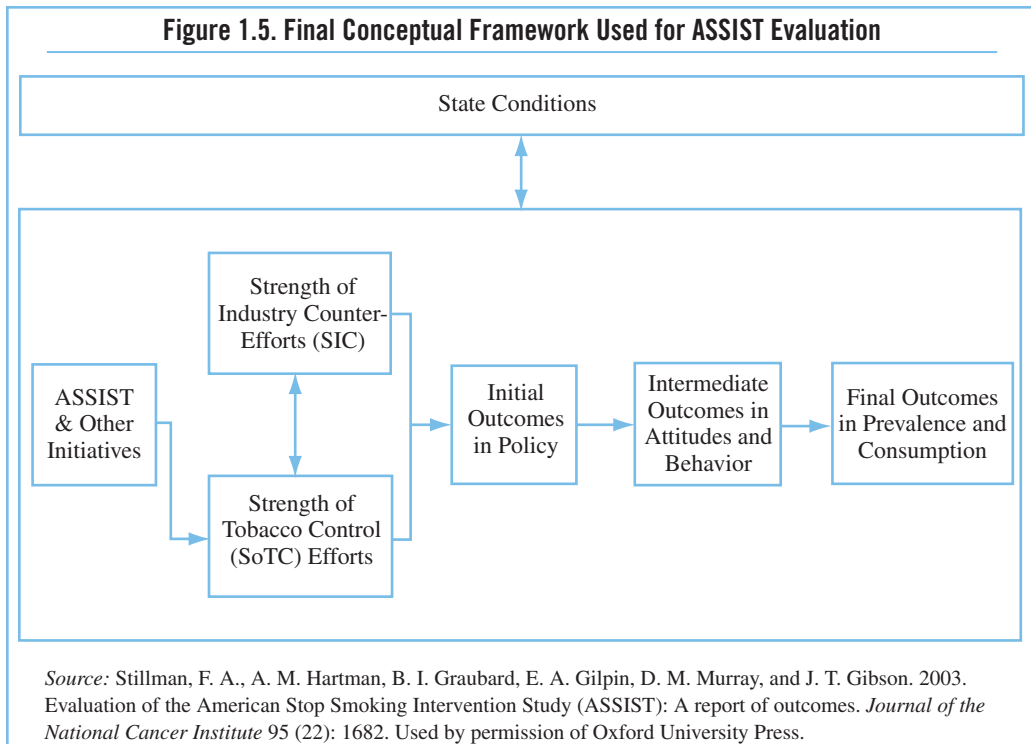 Figure 1.5. Final Conceptual Framework Used for ASSIST Evaluation
State Conditions
Strength of
Industry Counter-
Efforts (SIC)
ASSIST
& Other
Initiatives
Strength of
Tobacco Control
(SoTC) Efforts
Initial
Outcomes
in Policy
Intermediate
Outcomes in
Attitudes and
Behavior
Final Outcomes
in Prevalence and
Consumption
Source: Stillman, F. A., A. M. Hartman, B. I. Graubard, E. A. Gilpin, D. M. Murray, and J. T. Gibson. 2003.
Evaluation of the American Stop Smoking Intervention Study (ASSIST): A report of outcomes. Journal of the
National Cancer Institute 95 (22): 1682. Used by permission of Oxford University Press.